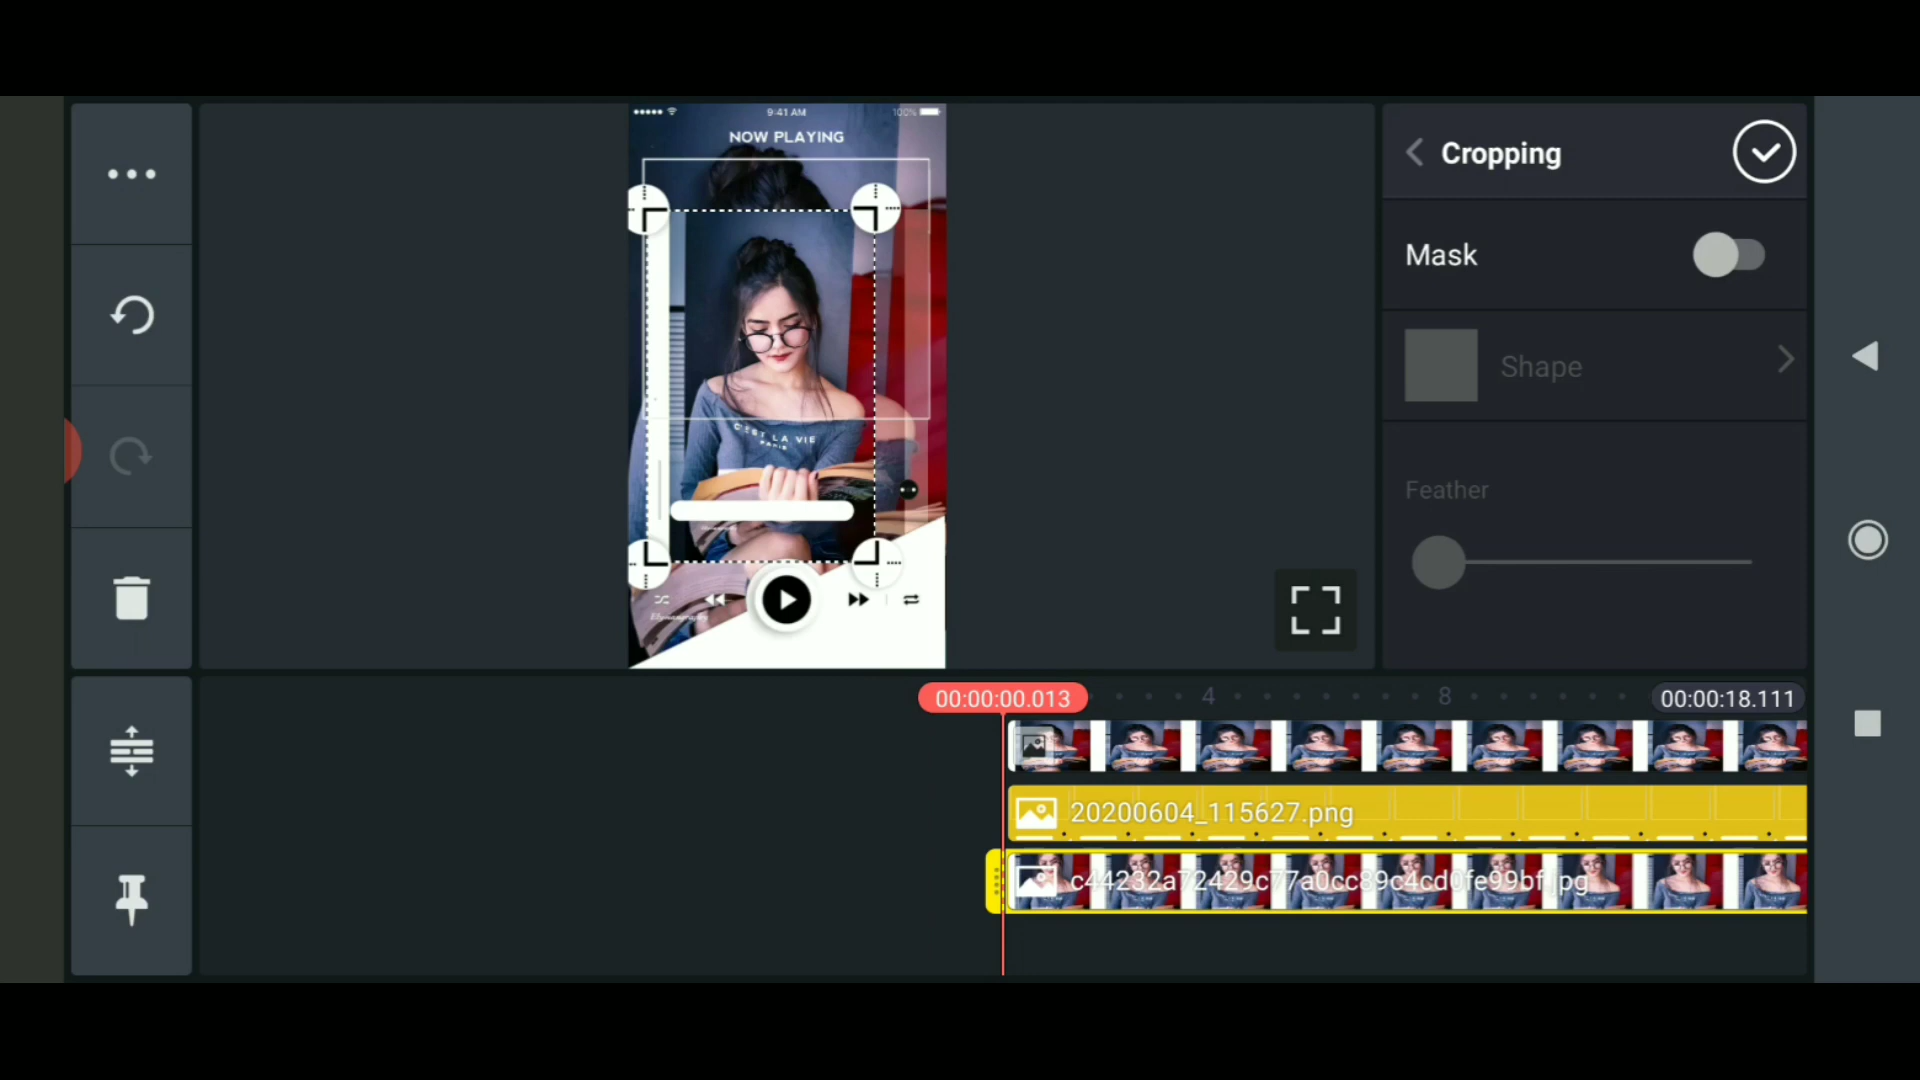 9:41 AM
100%
NOW PLAYING
C'EST LA VIE
PARIS
Cropping
Mask
Shape
Feather
00:00:00.013
4
8
00:00:18.111
20200604_115627.png
c44232a72429c77a0cc89c4cd0fe99bf.jpg